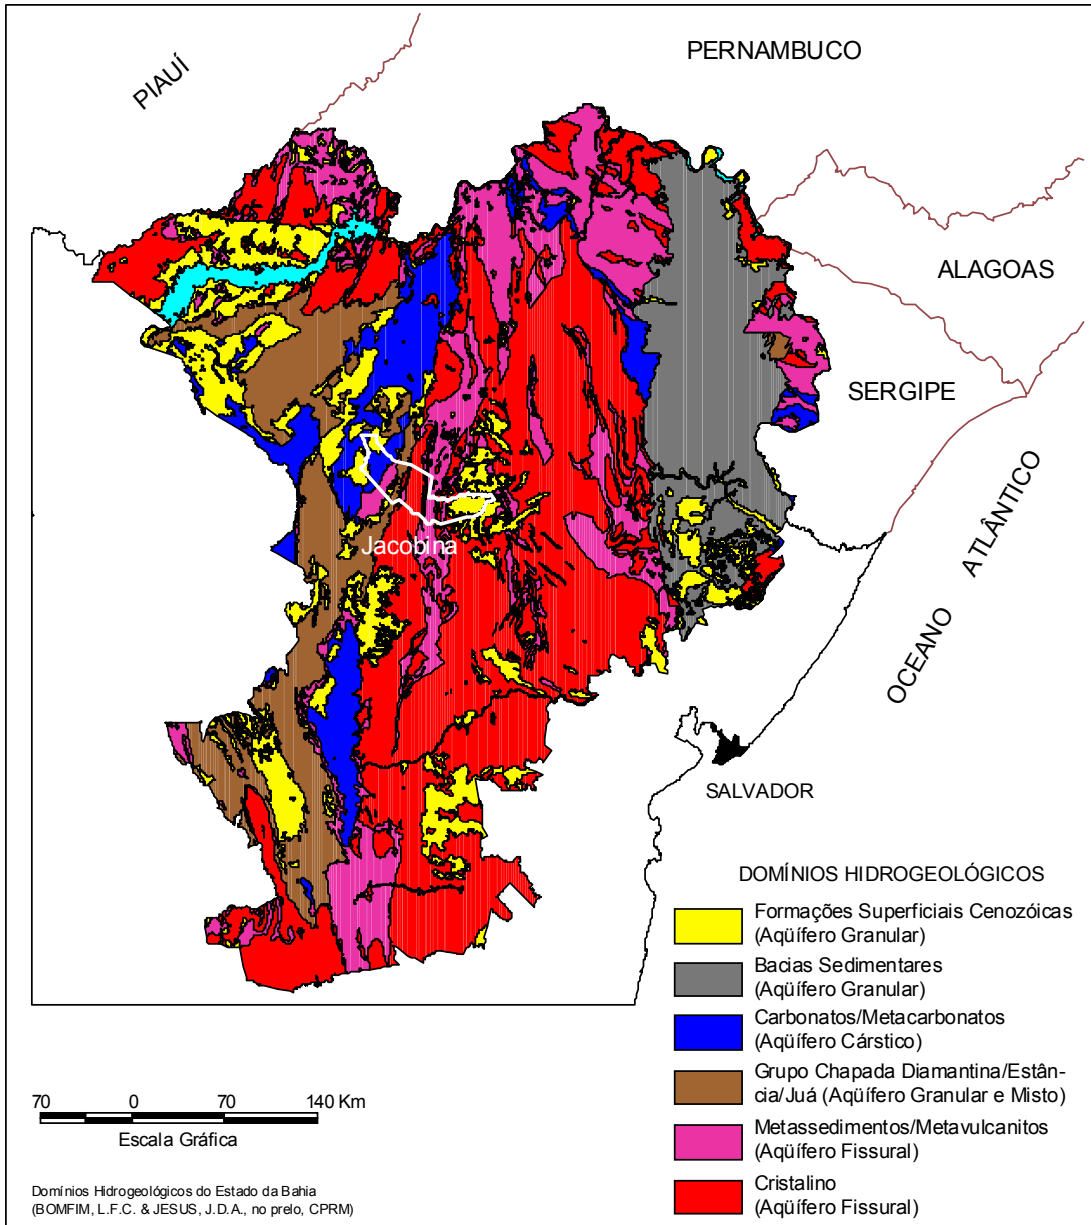 PIAUÍ
PERNAMBUCO
ALAGOAS
SERGIPE
OCEANO ATLÂNTICO
Jacobina
SALVADOR
DOMÍNIOS HIDROGEOLÓGICOS
Formações Superficiais Cenozóicas
(Aqüífero Granular)
Bacias Sedimentares
(Aqüífero Granular)
Carbonatos/Metacarbonatos
(Aqüífero Cárstico)
Grupo Chapada Diamantina/Estân-
cia/Juá (Aqüífero Granular e Misto)
Metassedimentos/Metavulcanitos
(Aqüífero Fissural)
Cristalino
(Aqüífero Fissural)
70 0 70 140 Km
Escala Gráfica
Domínios Hidrogeológicos do Estado da Bahia
(BOMFIM, L.F.C. & JESUS, J.D.A., no prelo, CPRM)